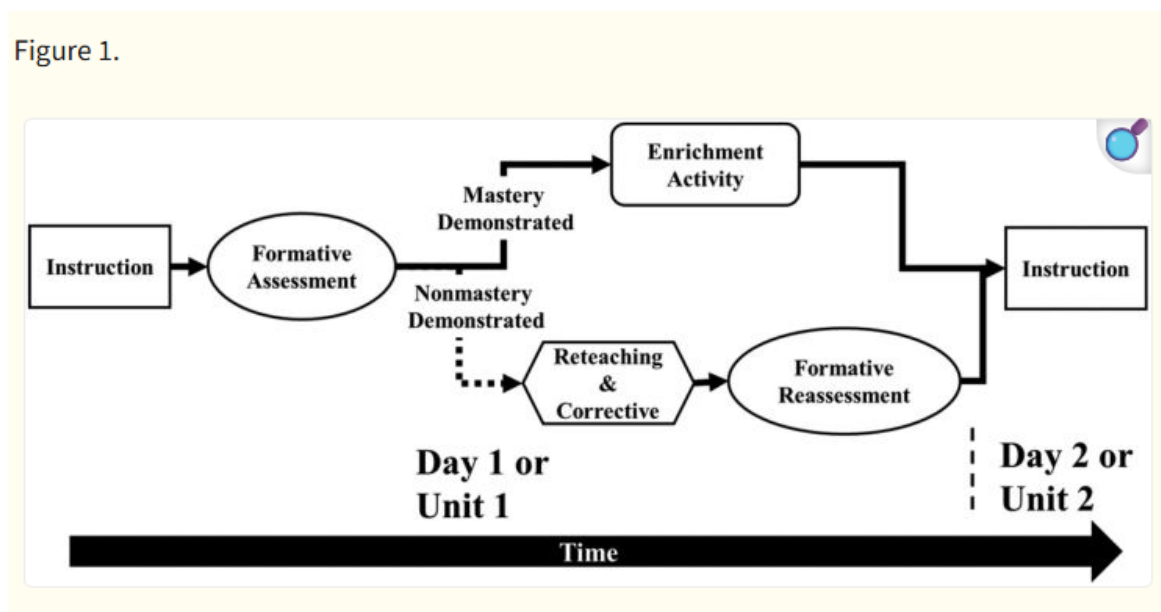 Figure 1.
Enrichment
Activity
Mastery
Demonstrated
Instruction
Formative
Assessment
Instruction
Nonmastery
Demonstrated
Reteaching
&
Corrective
Formative
Reassessment
Day 1 or
Unit 1
Day 2 or
Unit 2
Time